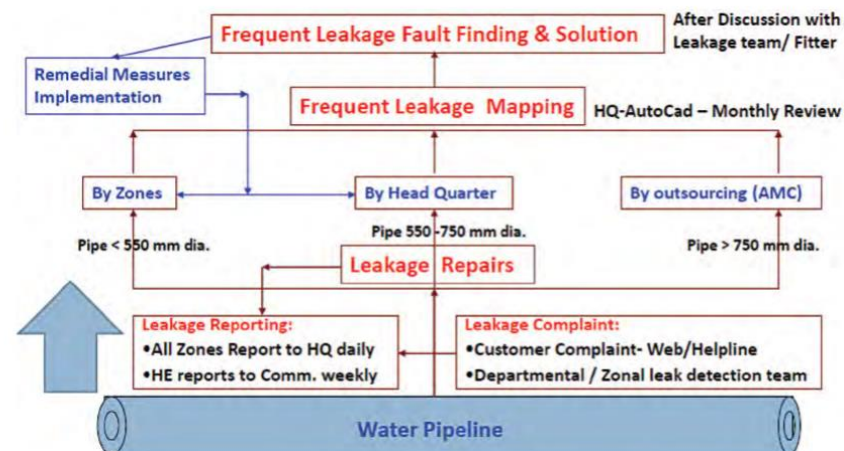 Frequent Leakage Fault Finding & Solution
After Discussion with
Leakage team/ Fitter
Remedial Measures
Implementation
Frequent Leakage Mapping
HQ-AutoCad – Monthly Review
By Zones
By Head Quarter
By outsourcing (AMC)
Pipe < 550 mm dia.
Pipe 550 -750 mm dia.
Pipe > 750 mm dia.
Leakage Repairs
Leakage Reporting:
•All Zones Report to HQ daily
•HE reports to Comm. weekly
Leakage Complaint:
•Customer Complaint- Web/Helpline
•Departmental / Zonal leak detection team
Water Pipeline